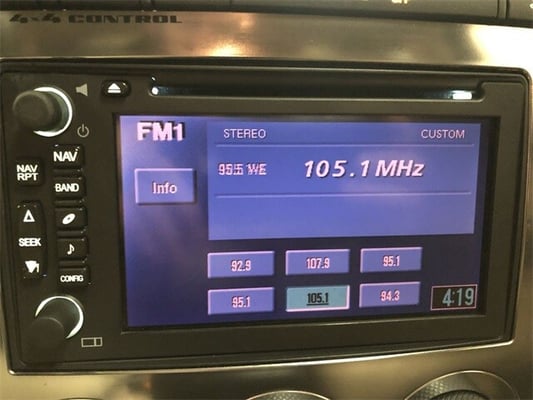 4x4 CONTROL
FM1
STEREO
CUSTOM
105.1 MHz
Info
NAV
NAV RPT
BAND
SEEK
CONFIG
92.9
107.9
95.1
95.1
105.1
94.3
4:19